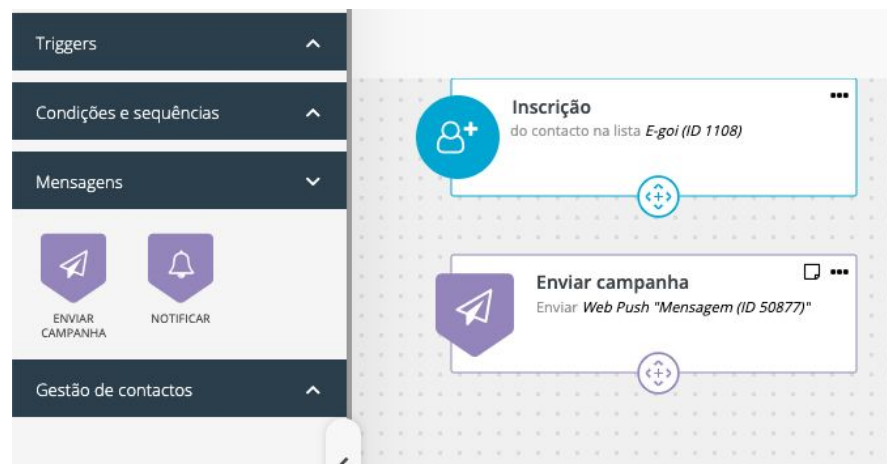 Triggers
Condições e sequências
Mensagens
ENVIAR
CAMPANHA
NOTIFICAR
Gestão de contactos
Inscrição
do contacto na lista E-goi (ID 1108)
Enviar campanha
Enviar Web Push "Mensagem (ID 50877)"